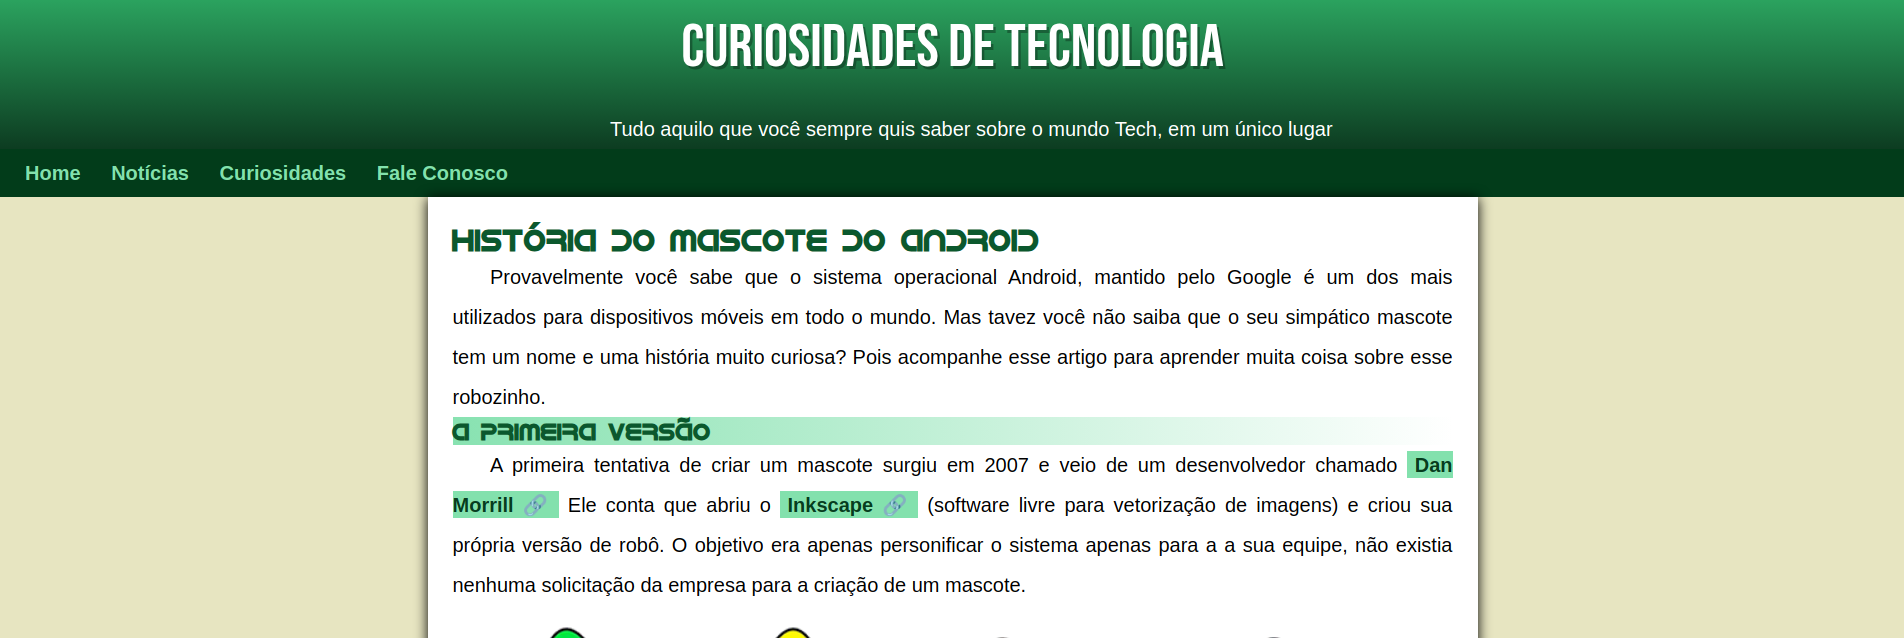 CURIOSIDADES DE TECNOLOGIA
Tudo aquilo que você sempre quis saber sobre o mundo Tech, em um único lugar
Home Notícias Curiosidades Fale Conosco
HISTÓRIA DO MASCOTE DO ANDROID
Provavelmente você sabe que o sistema operacional Android, mantido pelo Google é um dos mais
utilizados para dispositivos móveis em todo o mundo. Mas tavez você não saiba que o seu simpático mascote
tem um nome e uma história muito curiosa? Pois acompanhe esse artigo para aprender muita coisa sobre esse
robozinho.
A PRIMEIRA VERSÃO
A primeira tentativa de criar um mascote surgiu em 2007 e veio de um desenvolvedor chamado Dan
Morrill 🔗 Ele conta que abriu o Inkscape 🔗 (software livre para vetorização de imagens) e criou sua
própria versão de robô. O objetivo era apenas personificar o sistema apenas para a a sua equipe, não existia
nenhuma solicitação da empresa para a criação de um mascote.